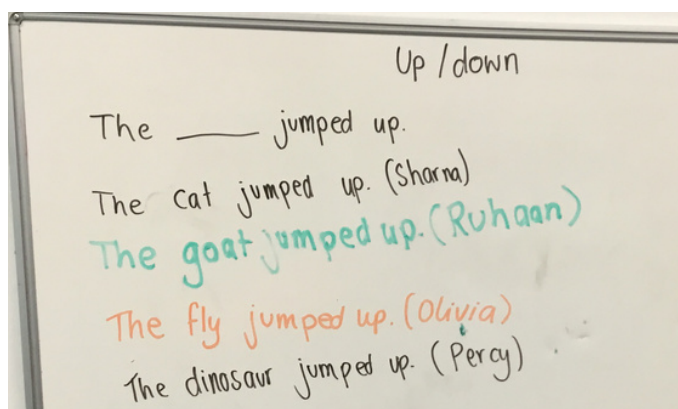 Up / down
The ____ jumped up.
The cat jumped up. (Sharna)
The goat jumped up. (Ruhaan)
The fly jumped up. (Olivia)
The dinosaur jumped up. (Percy)